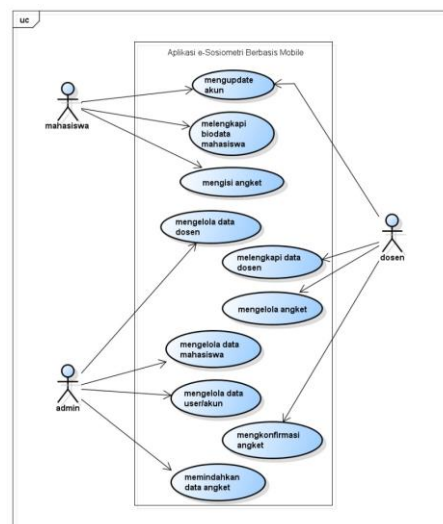 uc
Aplikasi e-Sosiometri Berbasis Mobile
mengupdate
akun
mahasiswa
melengkapi
biodata
mahasiswa
mengisi angket
mengelola data
dosen
dosen
melengkapi data
dosen
mengelola angket
mengelola data
mahasiswa
admin
mengelola data
user/akun
mengkonfirmasi
angket
memindahkan
data angket